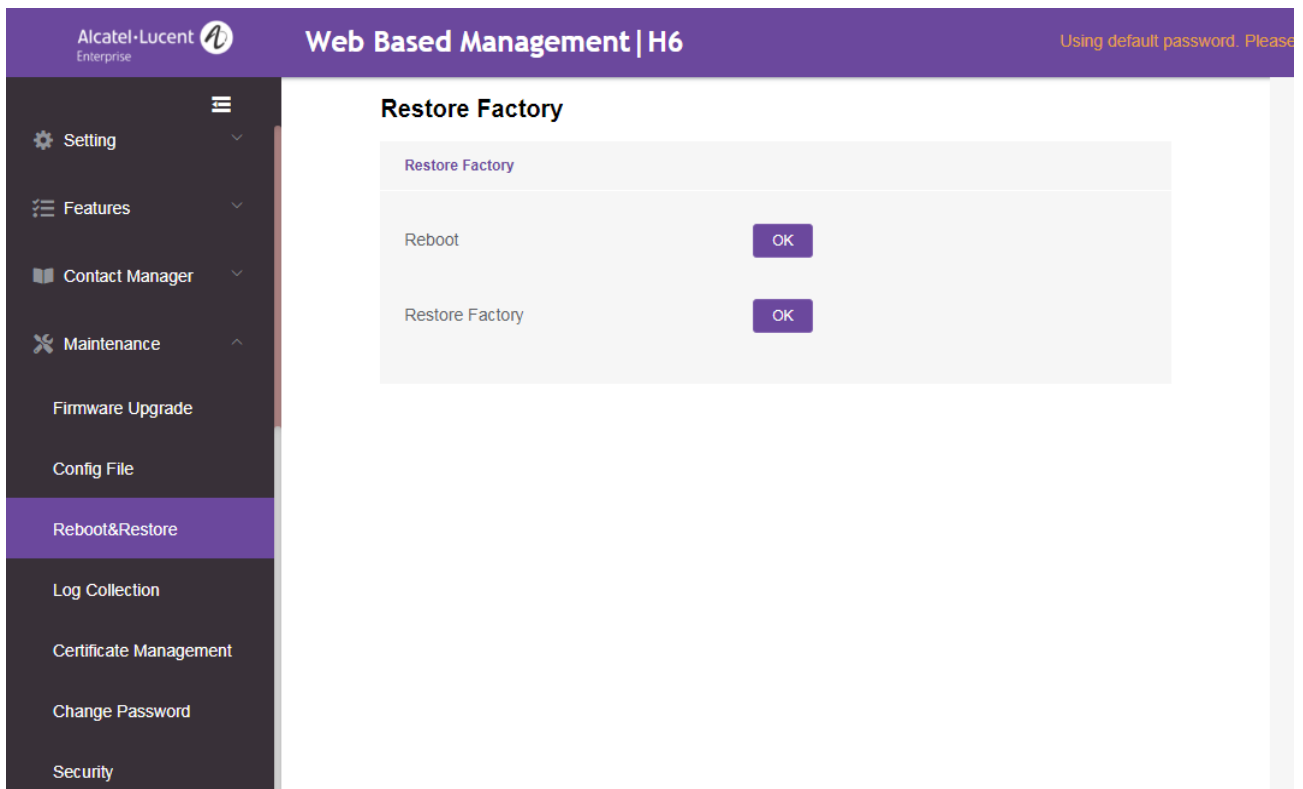 Alcatel·Lucent
Enterprise
Web Based Management|H6
Using default password. Please
Setting
Features
Contact Manager
Maintenance
Firmware Upgrade
Config File
Reboot&Restore
Log Collection
Certificate Management
Change Password
Security
Restore Factory
Restore Factory
Reboot OK
Restore Factory OK